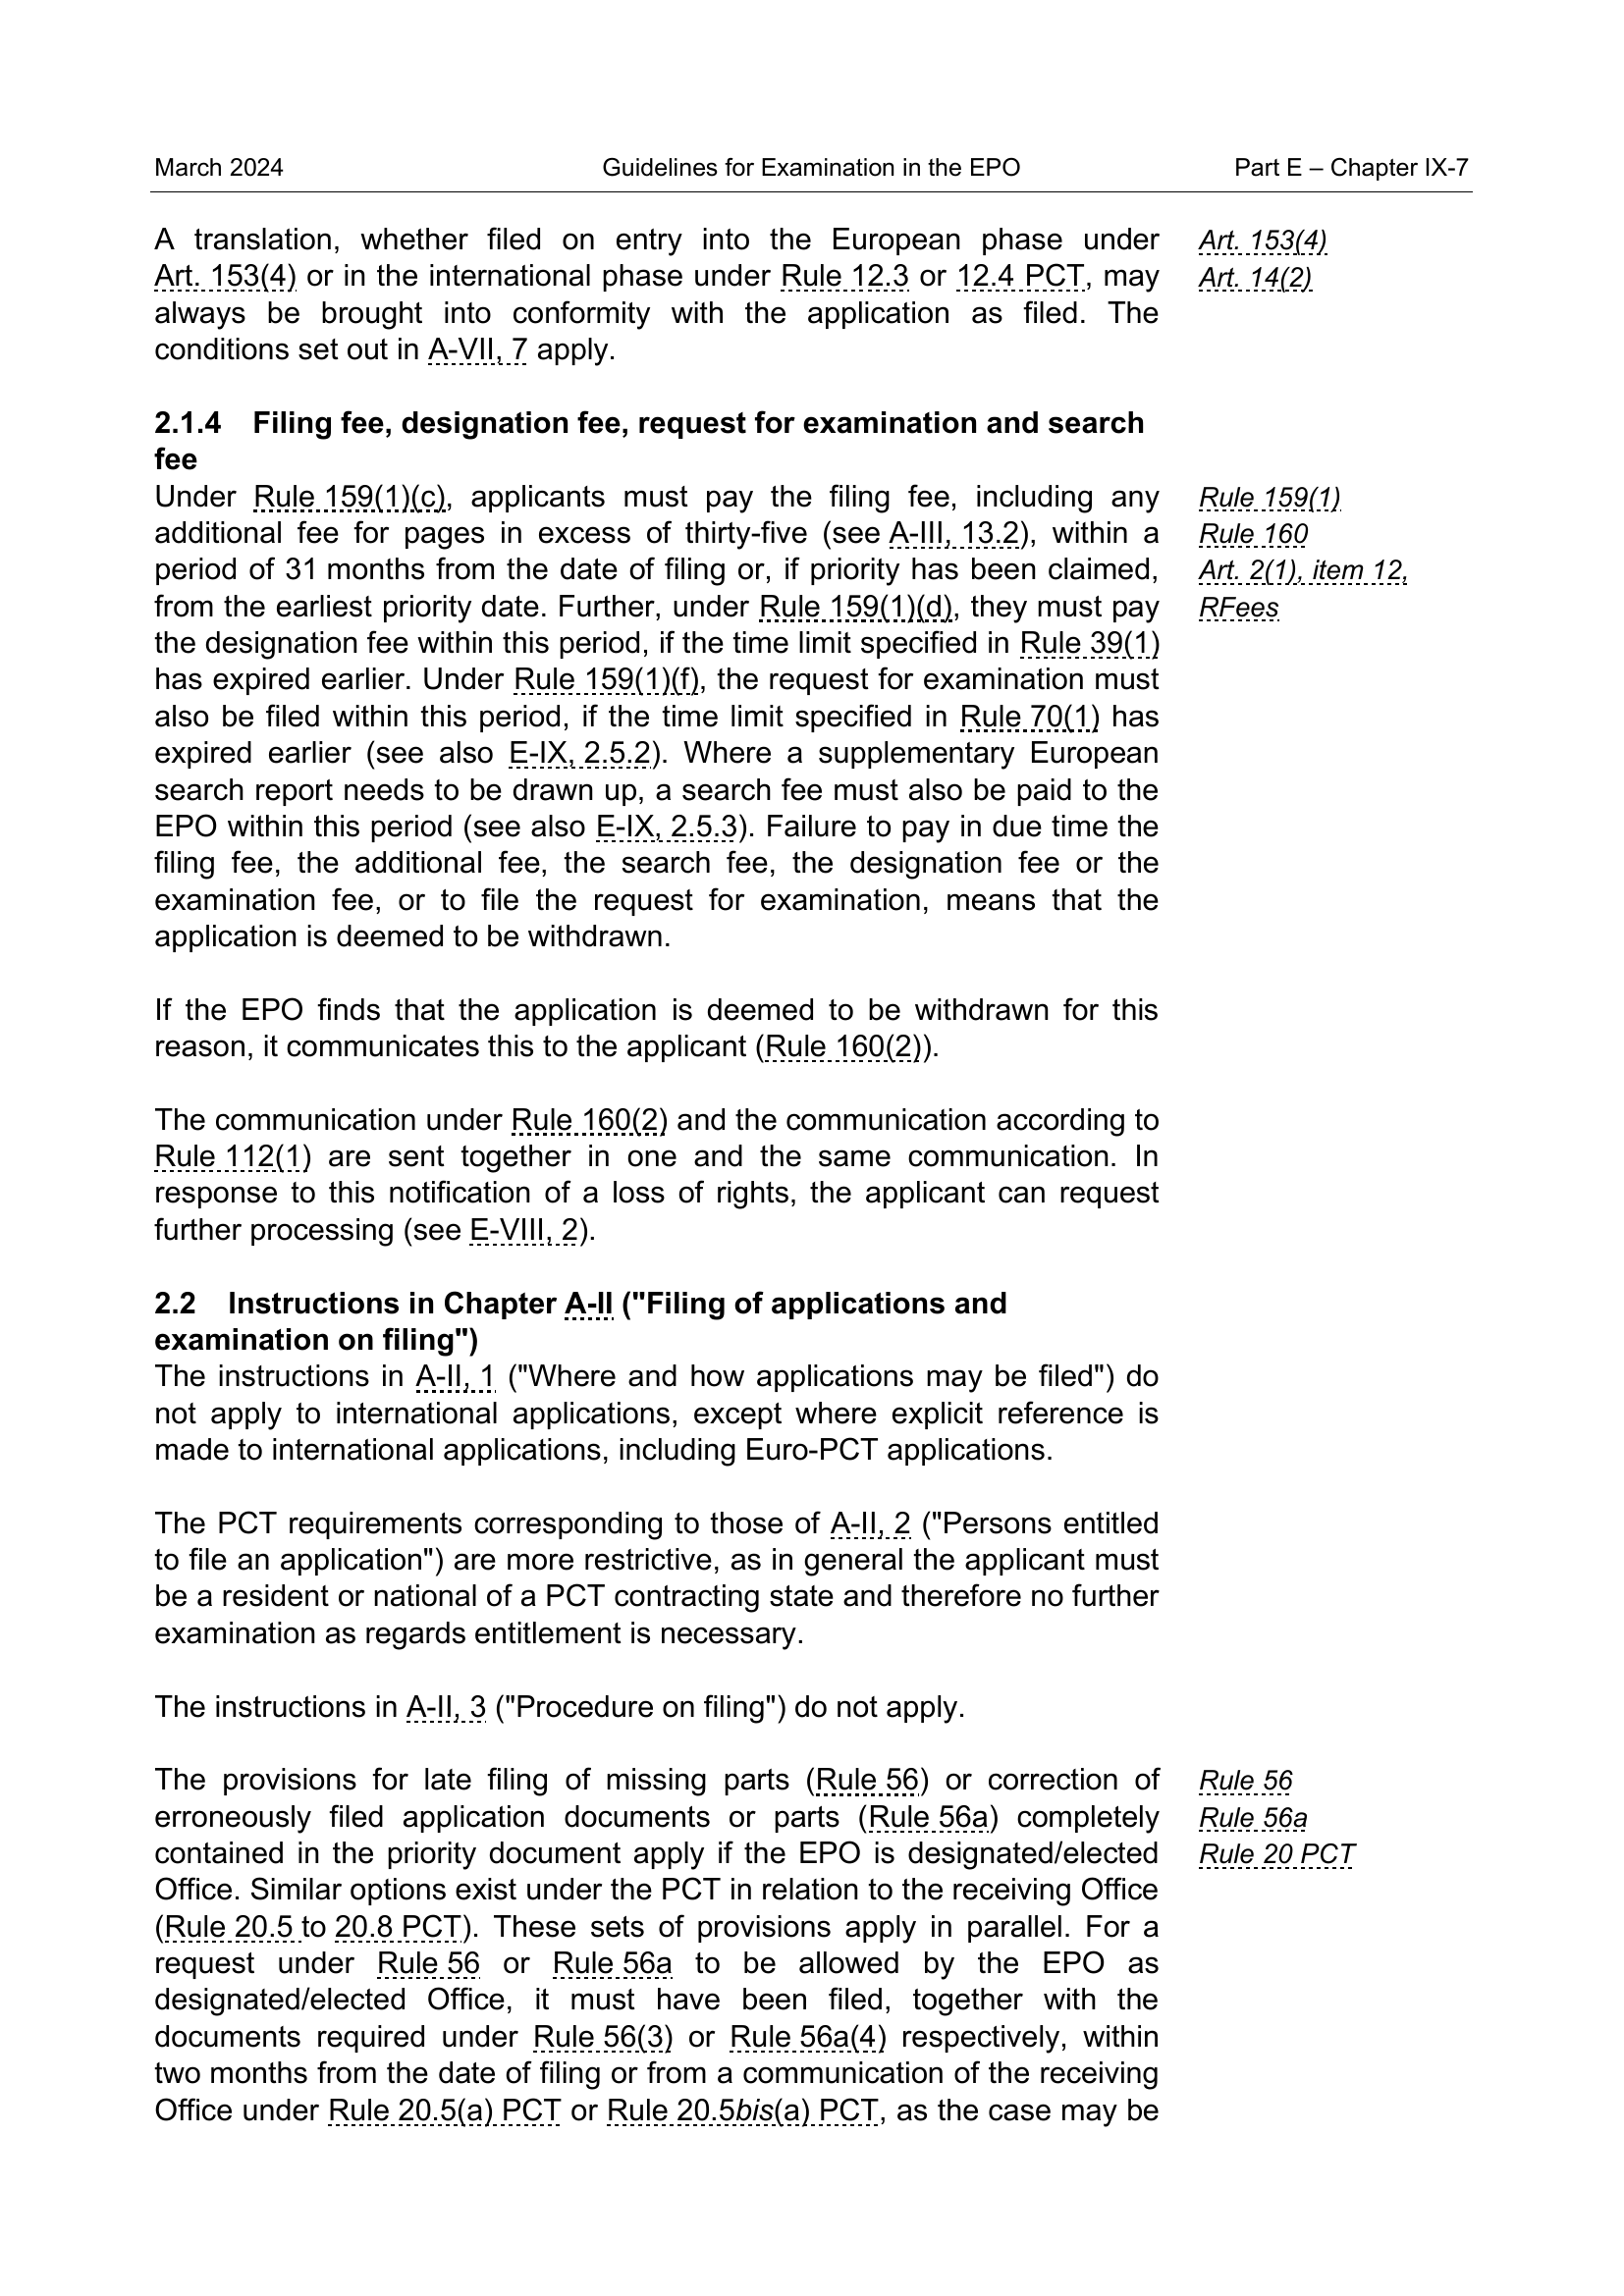 March 2024 Guidelines for Examination in the EPO Part E – Chapter IX-7
A translation, whether filed on entry into the European phase under
Art. 153(4) or in the international phase under Rule 12.3 or 12.4 PCT, may
always be brought into conformity with the application as filed. The
conditions set out in A-VII, 7 apply.
Art. 153(4)
Art. 14(2)
2.1.4 Filing fee, designation fee, request for examination and search
fee
Under Rule 159(1)(c), applicants must pay the filing fee, including any
additional fee for pages in excess of thirty-five (see A-III, 13.2), within a
period of 31 months from the date of filing or, if priority has been claimed,
from the earliest priority date. Further, under Rule 159(1)(d), they must pay
the designation fee within this period, if the time limit specified in Rule 39(1)
has expired earlier. Under Rule 159(1)(f), the request for examination must
also be filed within this period, if the time limit specified in Rule 70(1) has
expired earlier (see also E-IX, 2.5.2). Where a supplementary European
search report needs to be drawn up, a search fee must also be paid to the
EPO within this period (see also E-IX, 2.5.3). Failure to pay in due time the
filing fee, the additional fee, the search fee, the designation fee or the
examination fee, or to file the request for examination, means that the
application is deemed to be withdrawn.
Rule 159(1)
Rule 160
Art. 2(1), item 12,
RFees
If the EPO finds that the application is deemed to be withdrawn for this
reason, it communicates this to the applicant (Rule 160(2)).
The communication under Rule 160(2) and the communication according to
Rule 112(1) are sent together in one and the same communication. In
response to this notification of a loss of rights, the applicant can request
further processing (see E-VIII, 2).
2.2 Instructions in Chapter A-II ("Filing of applications and
examination on filing")
The instructions in A-II, 1 ("Where and how applications may be filed") do
not apply to international applications, except where explicit reference is
made to international applications, including Euro-PCT applications.
The PCT requirements corresponding to those of A-II, 2 ("Persons entitled
to file an application") are more restrictive, as in general the applicant must
be a resident or national of a PCT contracting state and therefore no further
examination as regards entitlement is necessary.
The instructions in A-II, 3 ("Procedure on filing") do not apply.
The provisions for late filing of missing parts (Rule 56) or correction of
erroneously filed application documents or parts (Rule 56a) completely
contained in the priority document apply if the EPO is designated/elected
Office. Similar options exist under the PCT in relation to the receiving Office
(Rule 20.5 to 20.8 PCT). These sets of provisions apply in parallel. For a
request under Rule 56 or Rule 56a to be allowed by the EPO as
designated/elected Office, it must have been filed, together with the
documents required under Rule 56(3) or Rule 56a(4) respectively, within
two months from the date of filing or from a communication of the receiving
Office under Rule 20.5(a) PCT or Rule 20.5bis(a) PCT, as the case may be
Rule 56
Rule 56a
Rule 20 PCT